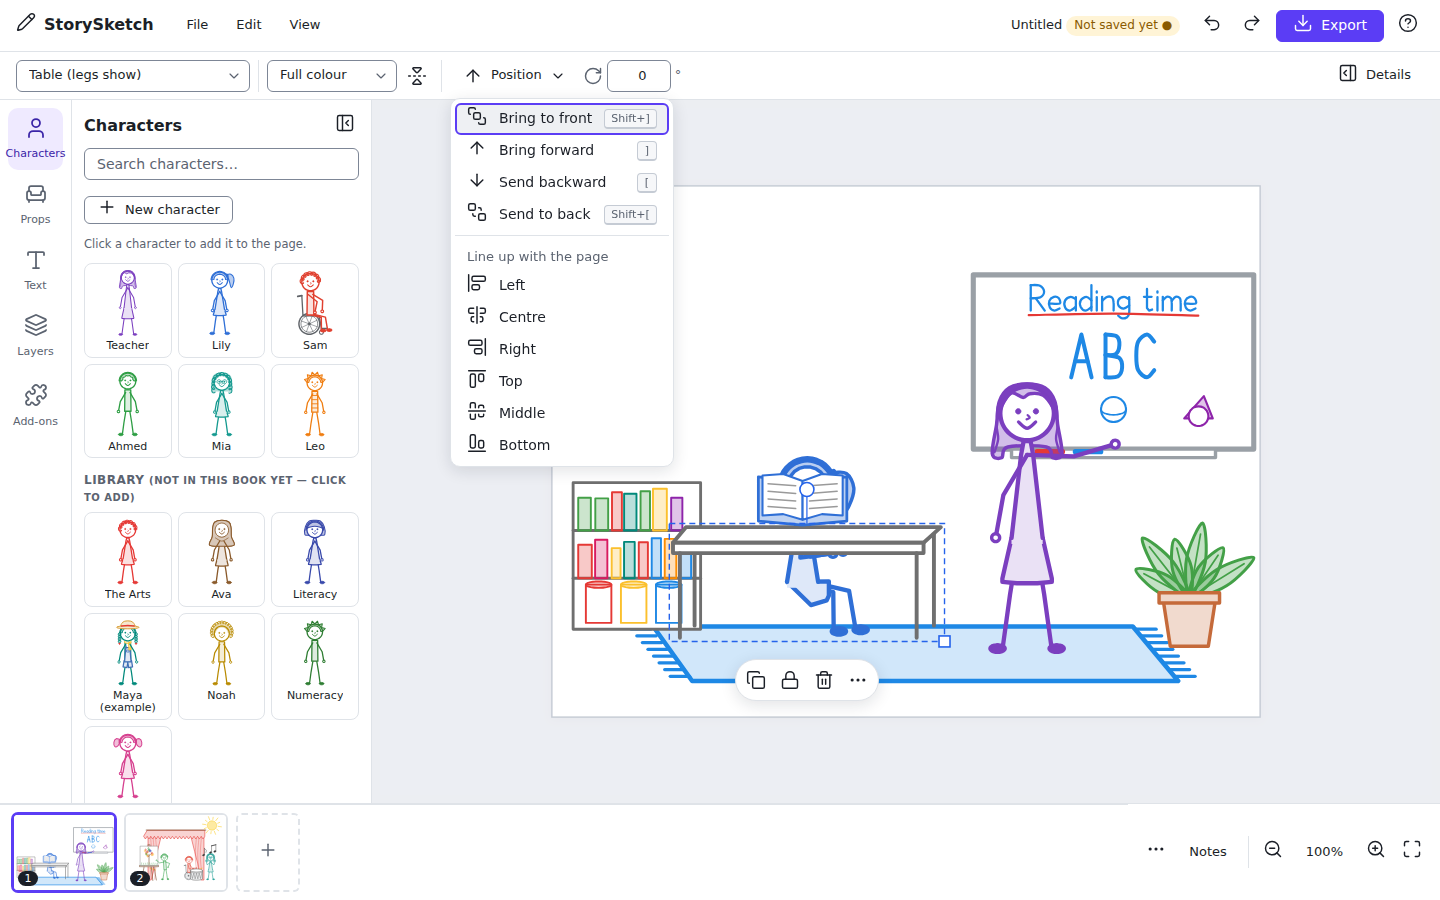 StorySketch
File
Edit
View
Untitled
Not saved yet
Export
Table (legs show)
Full colour
Position
0
°
Details
Characters
Props
Text
Layers
Add-ons
Characters
Search characters...
New character
Click a character to add it to the page.
Teacher
Lily
Sam
Ahmed
Mia
Leo
LIBRARY (NOT IN THIS BOOK YET — CLICK
TO ADD)
The Arts
Ava
Literacy
Maya
(example)
Noah
Numeracy
Bring to front Shift+]
Bring forward ]
Send backward [
Send to back Shift+[
Line up with the page
Left
Centre
Right
Top
Middle
Bottom
Reading time
ABC
Reading time
ABC
1
2
Notes
100%